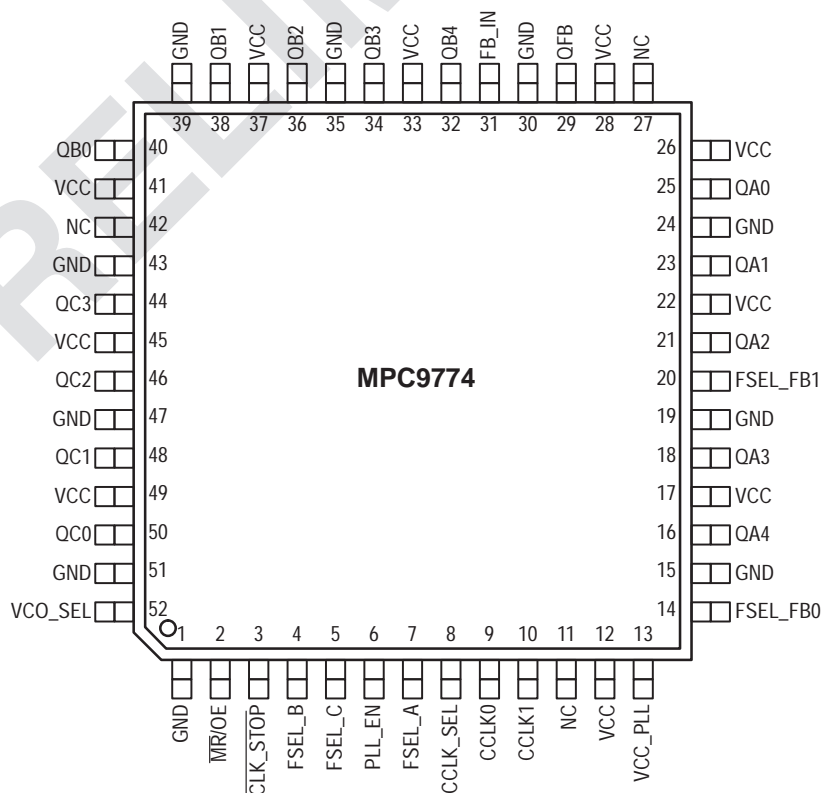 GND QB1 VCC QB2 GND QB3 VCC QB4 FB_IN GND QFB VCC NC
39 38 37 36 35 34 33 32 31 30 29 28 27
QB0 40 26 VCC
VCC 41 25 QA0
NC 42 24 GND
GND 43 23 QA1
QC3 44 22 VCC
VCC 45 21 QA2
MPC9774
QC2 46 20 FSEL_FB1
GND 47 19 GND
QC1 48 18 QA3
VCC 49 17 VCC
QC0 50 16 QA4
GND 51 15 GND
VCO_SEL 52 14 FSEL_FB0
1 2 3 4 5 6 7 8 9 10 11 12 13
GND MR/OE CLK_STOP FSEL_B FSEL_C PLL_EN FSEL_A CCLK_SEL CCLK0 CCLK1 NC VCC VCC_PLL